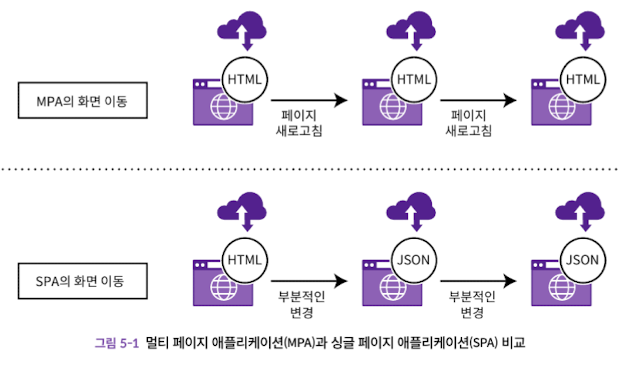 HTML
HTML
HTML
MPA의 화면 이동
페이지
새로고침
페이지
새로고침
HTML
JSON
JSON
SPA의 화면 이동
부분적인
변경
부분적인
변경
그림 5-1 멀티 페이지 애플리케이션(MPA)과 싱글 페이지 애플리케이션(SPA) 비교